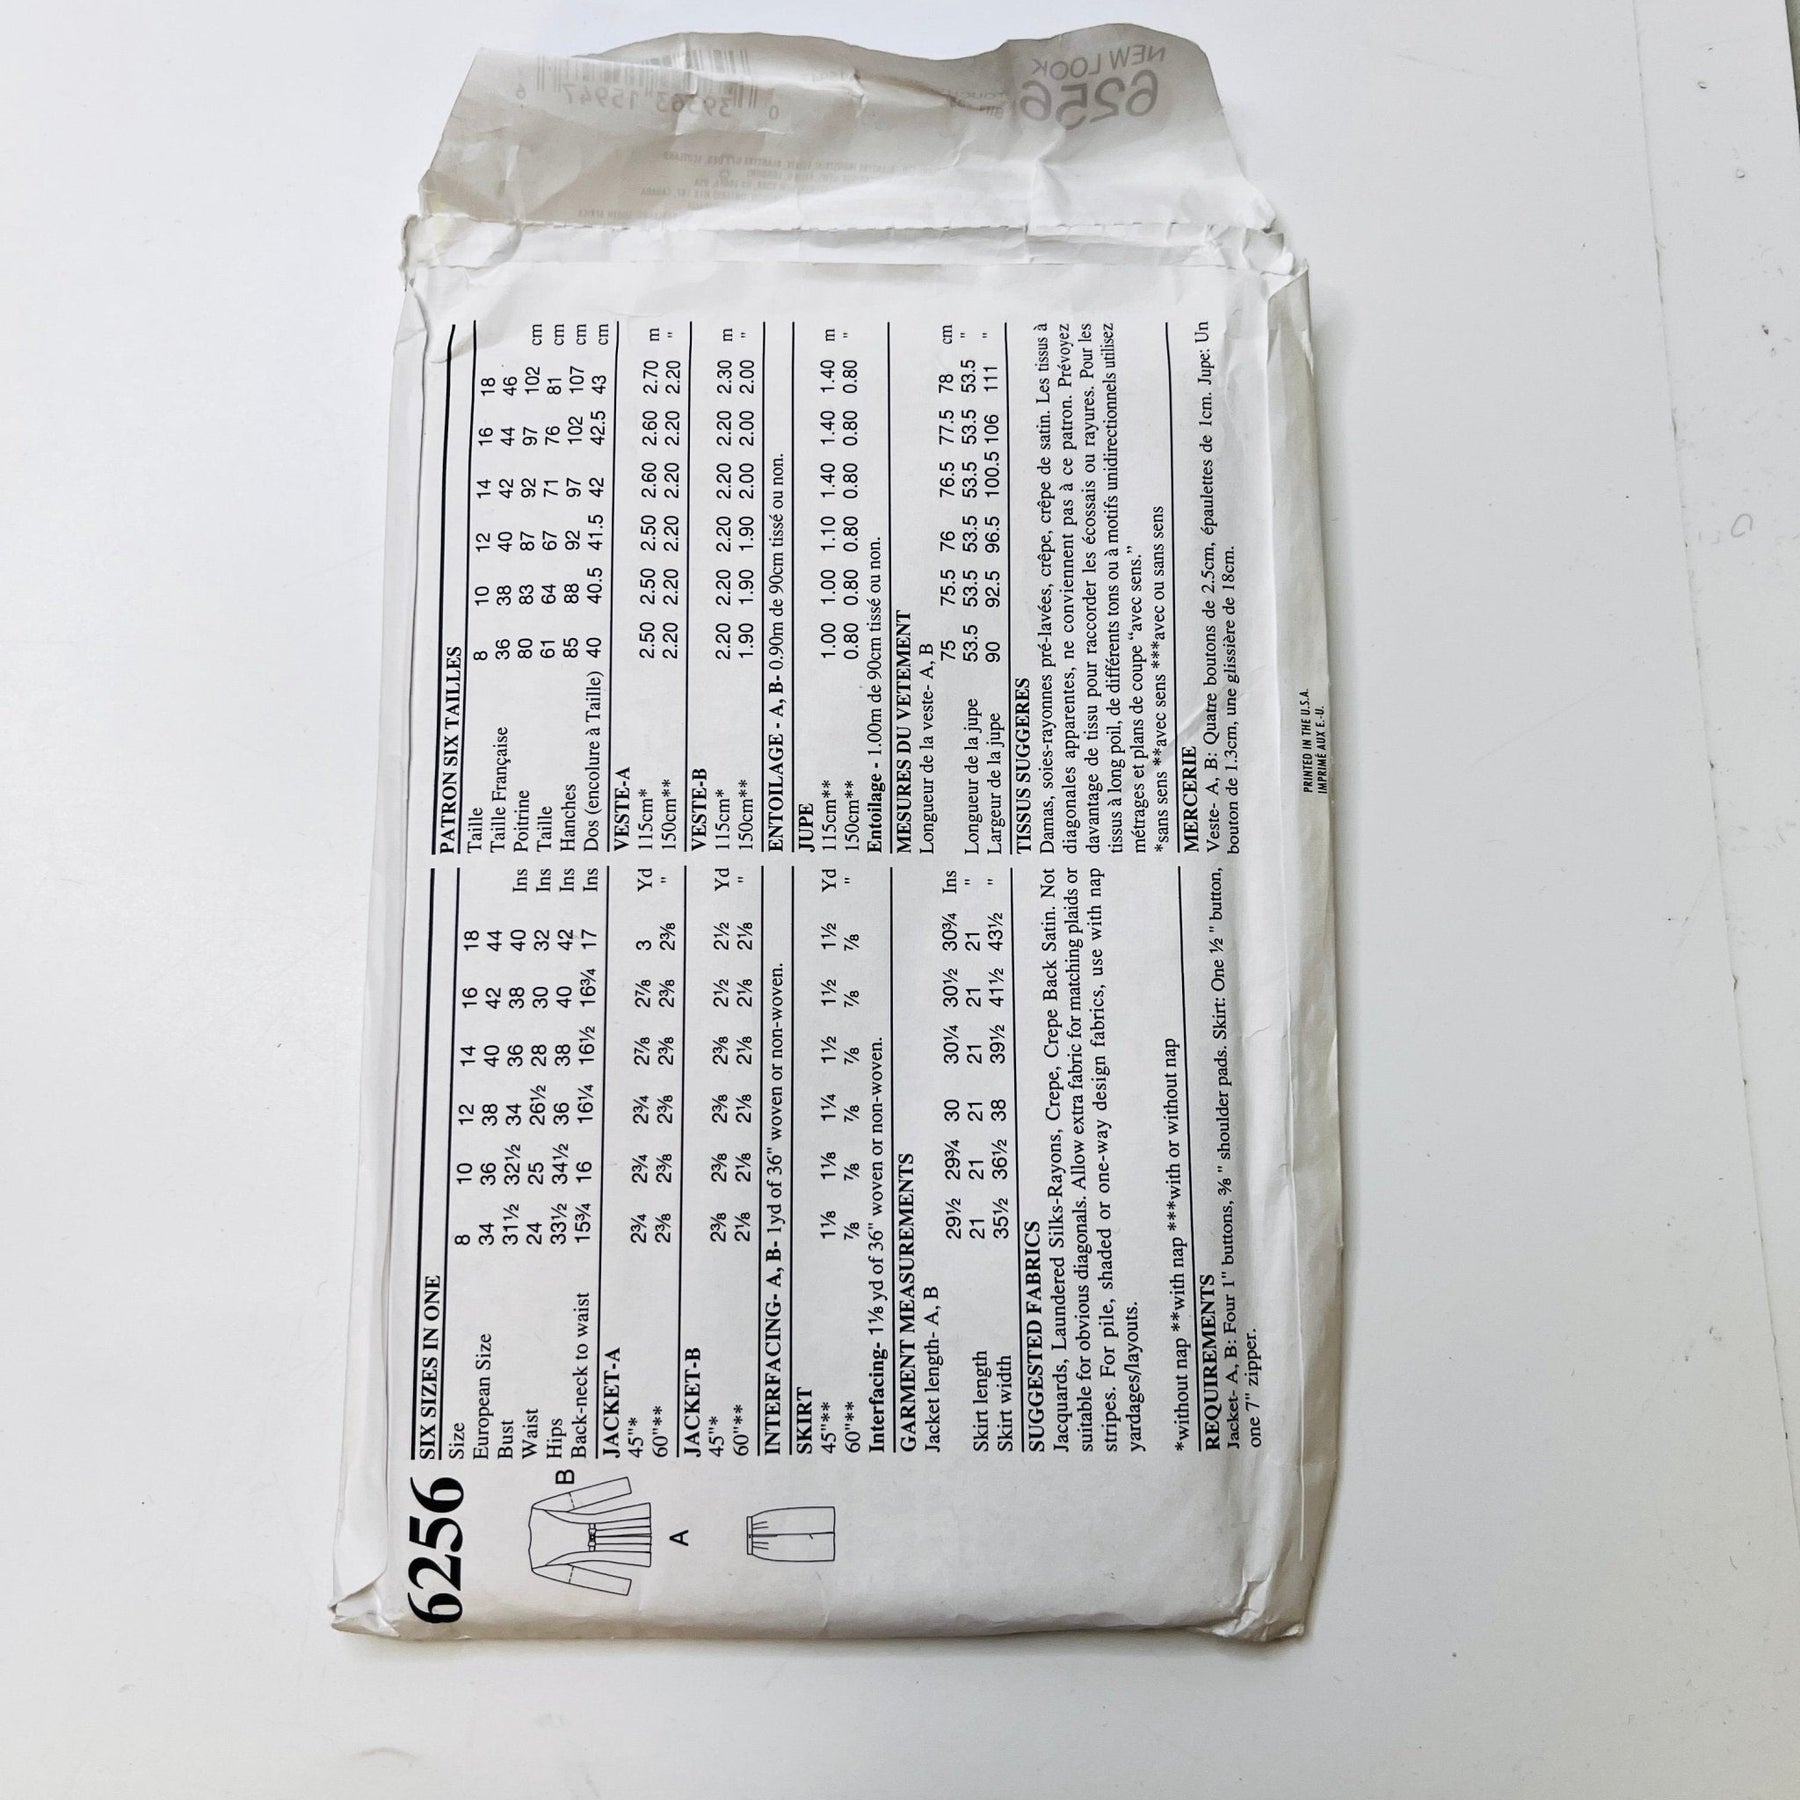 6256
A
B
SIX SIZES IN ONE
Size 8 10 12 14 16 18
European Size 34 36 38 40 42 44
Bust 31½ 32½ 34 36 38 40 Ins
Waist 24 25 26½ 28 30 32 Ins
Hips 33½ 34½ 36 38 40 42 Ins
Back-neck to waist 15¾ 16 16¼ 16½ 16¾ 17 Ins
JACKET-A
45"* 2¾ 2¾ 2¾ 2⅞ 2⅞ 3 Yd
60"** 2⅜ 2⅜ 2⅜ 2⅜ 2⅜ 2⅜ "
JACKET-B
45"* 2⅜ 2⅜ 2⅜ 2⅜ 2½ 2½ Yd
60"** 2⅛ 2⅛ 2⅛ 2⅛ 2⅛ 2⅛ "
INTERFACING- A, B- 1yd of 36" woven or non-woven.
SKIRT
45"** 1⅛ 1⅛ 1¼ 1½ 1½ 1½ Yd
60"** ⅞ ⅞ ⅞ ⅞ ⅞ ⅞ "
Interfacing- 1⅛ yd of 36" woven or non-woven.
GARMENT MEASUREMENTS
Jacket length- A, B
29½ 29¾ 30 30¼ 30½ 30¾ Ins
Skirt length 21 21 21 21 21 21 "
Skirt width 35½ 36½ 38 39½ 41½ 43½ "
SUGGESTED FABRICS
Jacquards, Laundered Silks-Rayons, Crepe, Crepe Back Satin. Not
suitable for obvious diagonals. Allow extra fabric for matching plaids or
stripes. For pile, shaded or one-way design fabrics, use with nap
yardages/layouts.
*without nap **with nap ***with or without nap
REQUIREMENTS
Jacket- A, B: Four 1" buttons, ⅜ " shoulder pads. Skirt: One ½ " button,
one 7" zipper.
PATRON SIX TAILLES
Taille 8 10 12 14 16 18
Taille Française 36 38 40 42 44 46
Poitrine 80 83 87 92 97 102 cm
Taille 61 64 67 71 76 81 cm
Hanches 85 88 92 97 102 107 cm
Dos (encolure à Taille) 40 40.5 41.5 42 42.5 43 cm
VESTE-A
115cm* 2.50 2.50 2.50 2.60 2.60 2.70 m
150cm** 2.20 2.20 2.20 2.20 2.20 2.20 "
VESTE-B
115cm* 2.20 2.20 2.20 2.20 2.20 2.30 m
150cm** 1.90 1.90 1.90 2.00 2.00 2.00 "
ENTOILAGE - A, B- 0.90m de 90cm tissé ou non.
JUPE
115cm** 1.00 1.00 1.10 1.40 1.40 1.40 m
150cm** 0.80 0.80 0.80 0.80 0.80 0.80 "
Entoilage - 1.00m de 90cm tissé ou non.
MESURES DU VETEMENT
Longueur de la veste- A, B
75 75.5 76 76.5 77.5 78 cm
Longueur de la jupe 53.5 53.5 53.5 53.5 53.5 53.5 "
Largeur de la jupe 90 92.5 96.5 100.5 106 111 "
TISSUS SUGGERES
Damas, soies-rayonnes pré-lavées, crêpe, crêpe de satin. Les tissus à
diagonales apparentes, ne conviennent pas à ce patron. Prévoyez
davantage de tissu pour raccorder les écossais ou rayures. Pour les
tissus à long poil, de différents tons ou à motifs unidirectionnels utilisez
métrages et plans de coupe “avec sens.”
*sans sens **avec sens ***avec ou sans sens
MERCERIE
Veste- A, B: Quatre boutons de 2.5cm, épaulettes de 1cm. Jupe: Un
bouton de 1.3cm, une glissière de 18cm.
PRINTED IN THE U.S.A.
IMPRIMÉ AUX E.-U.
NEW LOOK
6256
0 39363 15947 6